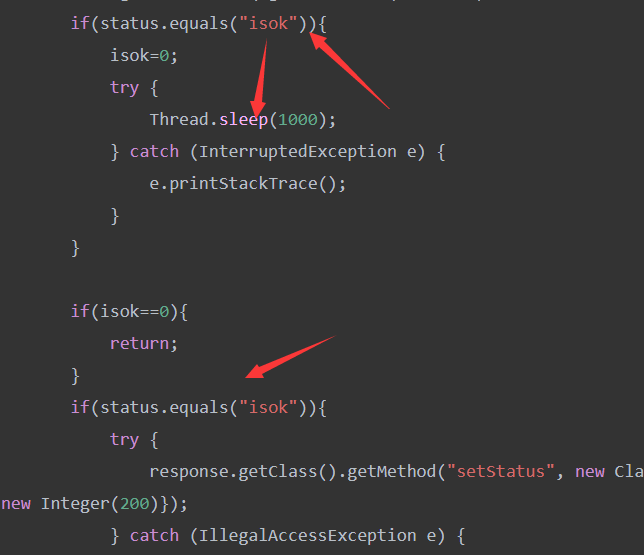 if(status.equals("isok")){
isok=0;
try {
Thread.sleep(1000);
} catch (InterruptedException e) {
e.printStackTrace();
}
}
if(isok==0){
return;
}
if(status.equals("isok")){
try {
response.getClass().getMethod("setStatus", new Cla
new Integer(200)});
} catch (IllegalAccessException e) {